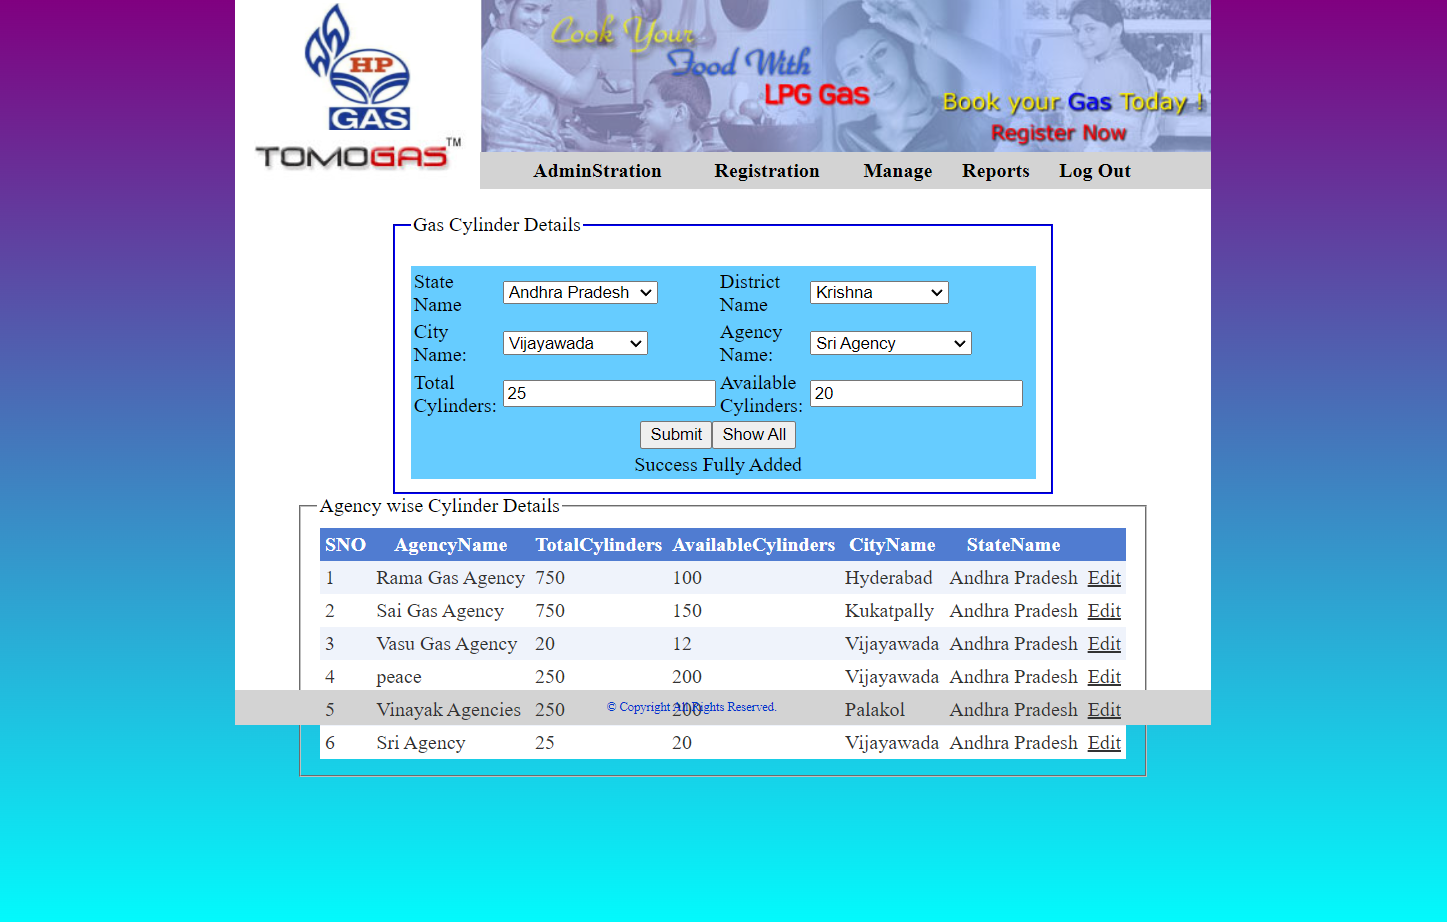 HP
GAS
TOMOGAS™
Cook Your
Food With
LPG Gas
Book your Gas Today !
Register Now
AdminStration Registration Manage Reports Log Out
Gas Cylinder Details
State Name Andhra Pradesh District Name Krishna
City Name: Vijayawada Agency Name: Sri Agency
Total Cylinders: 25 Available Cylinders: 20
Submit Show All
Success Fully Added
Agency wise Cylinder Details
SNO AgencyName TotalCylinders AvailableCylinders CityName StateName
1 Rama Gas Agency 750 100 Hyderabad Andhra Pradesh Edit
2 Sai Gas Agency 750 150 Kukatpally Andhra Pradesh Edit
3 Vasu Gas Agency 20 12 Vijayawada Andhra Pradesh Edit
4 peace 250 200 Vijayawada Andhra Pradesh Edit
5 Vinayak Agencies 250 200 Palakol Andhra Pradesh Edit
© Copyright All Rights Reserved.
6 Sri Agency 25 20 Vijayawada Andhra Pradesh Edit